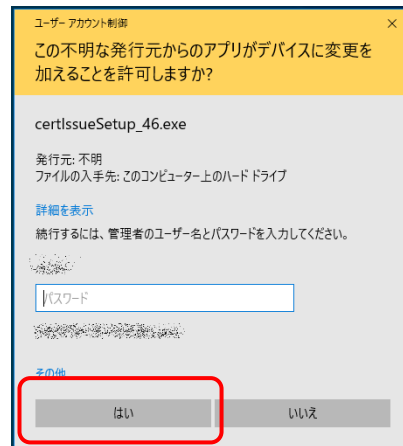 ユーザー アカウント制御
この不明な発行元からのアプリがデバイスに変更を
加えることを許可しますか?
certIssueSetup_46.exe
発行元: 不明
ファイルの入手先: このコンピューター上のハード ドライブ
詳細を表示
続行するには、管理者のユーザー名とパスワードを入力してください。
パスワード
その他
はい
いいえ